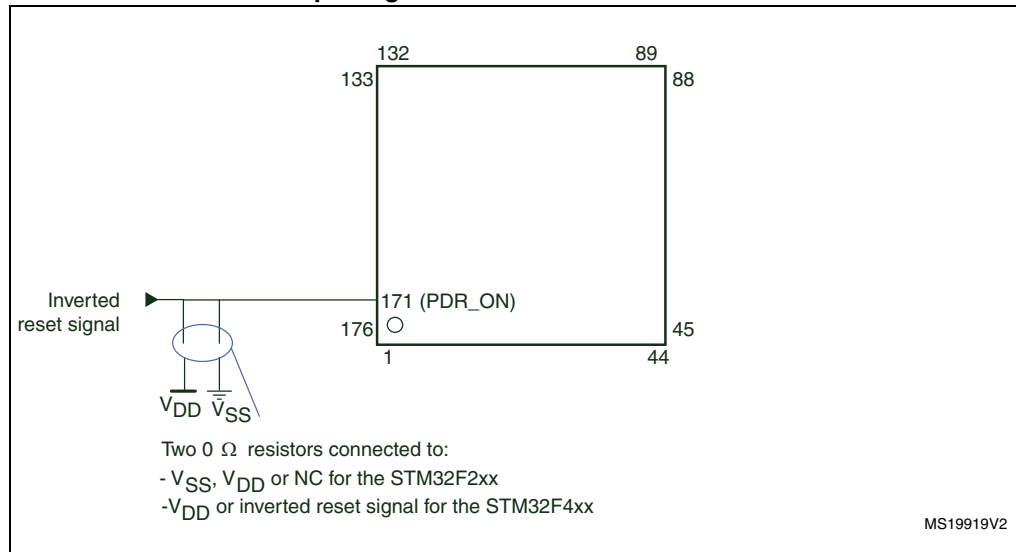 132 89
133 88
Inverted
reset signal
171 (PDR_ON)
176 45
1 44
VDD VSS
Two 0 Ω resistors connected to:
- VSS, VDD or NC for the STM32F2xx
-VDD or inverted reset signal for the STM32F4xx
MS19919V2